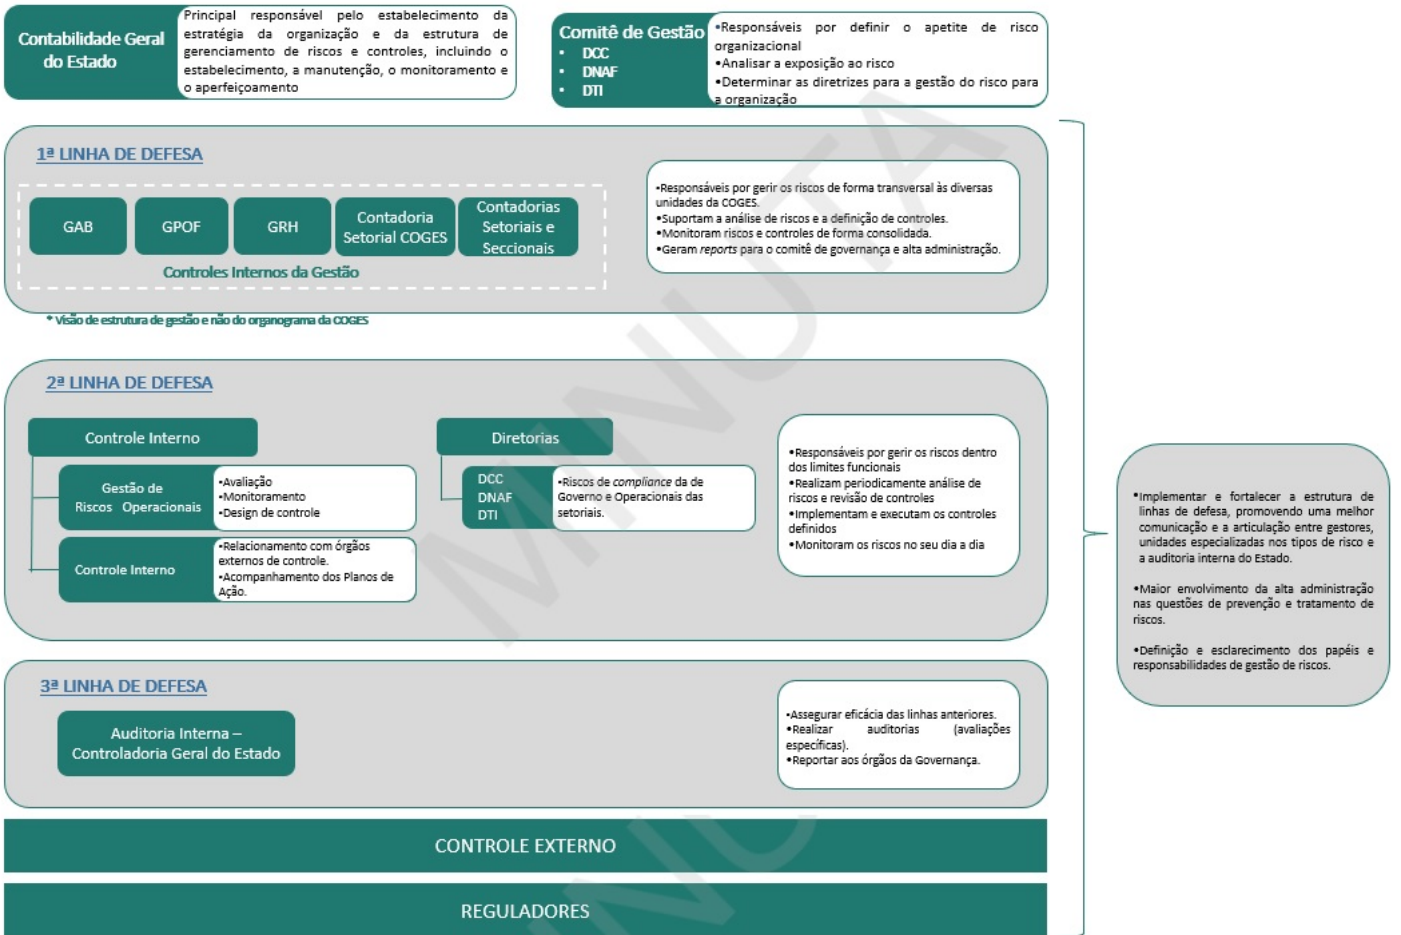 Contabilidade Geral
do Estado
Principal responsável pelo estabelecimento da
estratégia da organização e da estrutura de
gerenciamento de riscos e controles, incluindo o
estabelecimento, a manutenção, o monitoramento e
o aperfeiçoamento
Comitê de Gestão
• DCC
• DNAF
• DTI
•Responsáveis por definir o apetite de risco
organizacional
•Analisar a exposição ao risco
•Determinar as diretrizes para a gestão do risco para
a organização
1ª LINHA DE DEFESA
GAB
GPOF
GRH
Contadoria
Setorial COGES
Contadorias
Setoriais e
Seccionais
Controles Internos da Gestão
•Responsáveis por gerir os riscos de forma transversal às diversas
unidades da COGES.
•Suportam a análise de riscos e a definição de controles.
•Monitoram riscos e controles de forma consolidada.
•Geram reports para o comitê de governança e alta administração.
* Visão de estrutura de gestão e não do organograma da COGES
2ª LINHA DE DEFESA
Controle Interno
Gestão de
Riscos Operacionais
•Avaliação
•Monitoramento
•Design de controle
Controle Interno
•Relacionamento com órgãos
externos de controle.
•Acompanhamento dos Planos de
Ação.
Diretorias
DCC
DNAF
DTI
•Riscos de compliance da de
Governo e Operacionais das
setoriais.
•Responsáveis por gerir os riscos dentro
dos limites funcionais
•Realizam periodicamente análise de
riscos e revisão de controles
•Implementam e executam os controles
definidos
•Monitoram os riscos no seu dia a dia
3ª LINHA DE DEFESA
Auditoria Interna –
Controladoria Geral do Estado
•Assegurar eficácia das linhas anteriores.
•Realizar auditorias (avaliações
específicas).
•Reportar aos órgãos da Governança.
CONTROLE EXTERNO
REGULADORES
•Implementar e fortalecer a estrutura de
linhas de defesa, promovendo uma melhor
comunicação e a articulação entre gestores,
unidades especializadas nos tipos de risco e
a auditoria interna do Estado.
•Maior envolvimento da alta administração
nas questões de prevenção e tratamento de
riscos.
•Definição e esclarecimento dos papéis e
responsabilidades de gestão de riscos.
MINUTA